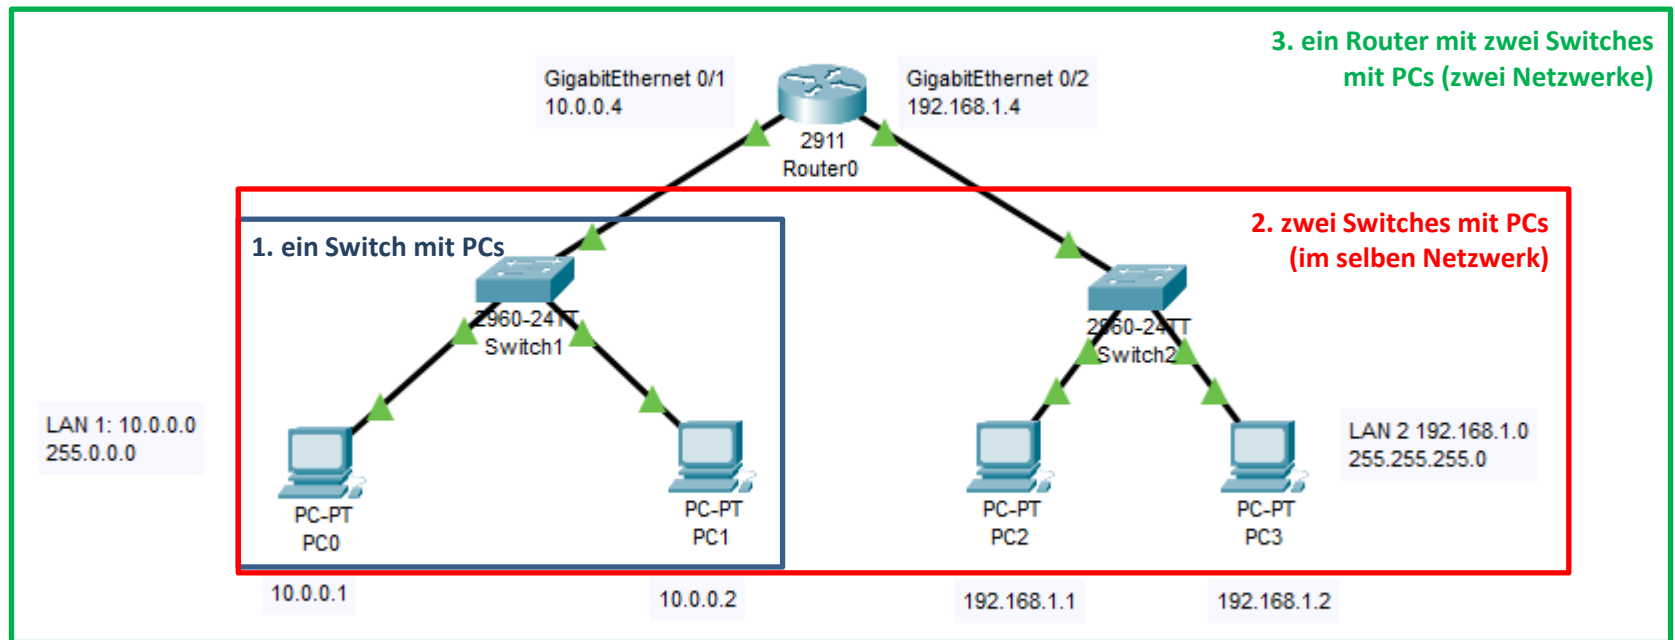 3. ein Router mit zwei Switches
mit PCs (zwei Netzwerke)
GigabitEthernet 0/1
10.0.0.4
GigabitEthernet 0/2
192.168.1.4
2911
Router0
2. zwei Switches mit PCs
(im selben Netzwerk)
1. ein Switch mit PCs
2960-24TT
Switch1
2960-24TT
Switch2
LAN 1: 10.0.0.0
255.0.0.0
LAN 2 192.168.1.0
255.255.255.0
PC-PT
PC0
PC-PT
PC1
PC-PT
PC2
PC-PT
PC3
10.0.0.1
10.0.0.2
192.168.1.1
192.168.1.2